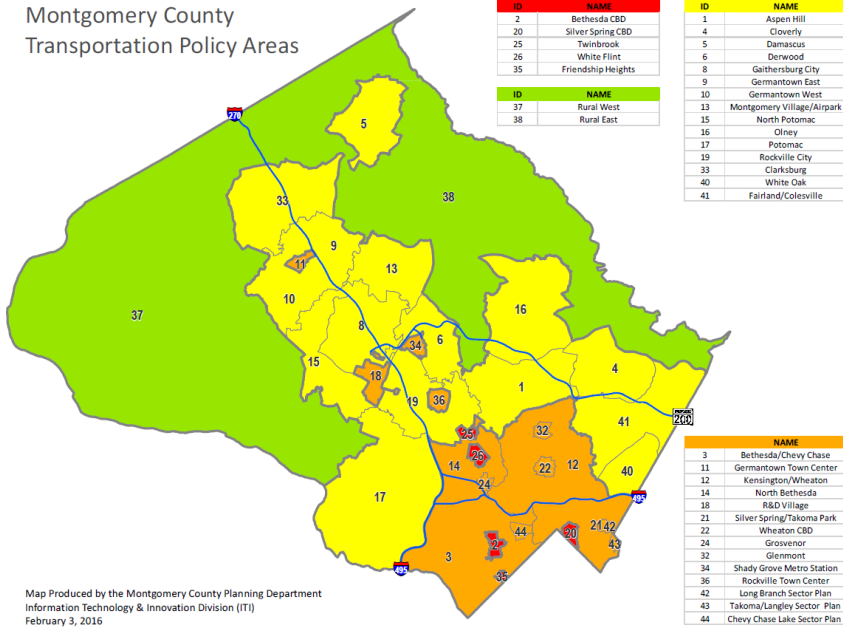 Montgomery County
Transportation Policy Areas
ID NAME
2 Bethesda CBD
20 Silver Spring CBD
25 Twinbrook
26 White Flint
35 Friendship Heights
ID NAME
37 Rural West
38 Rural East
ID NAME
1 Aspen Hill
4 Cloverly
5 Damascus
6 Derwood
8 Gaithersburg City
9 Germantown East
10 Germantown West
13 Montgomery Village/Airpark
15 North Potomac
16 Olney
17 Potomac
19 Rockville City
33 Clarksburg
40 White Oak
41 Fairland/Colesville
270
5
33
38
9
11
13
10
37
16
8
6
34
15
18
4
1
19
36
200
41
25
32
26
14
22
12
40
24
17
495
21
42
44
20
2
43
3
495
35
NAME
3 Bethesda/Chevy Chase
11 Germantown Town Center
12 Kensington/Wheaton
14 North Bethesda
18 R&D Village
21 Silver Spring/Takoma Park
22 Wheaton CBD
24 Grosvenor
32 Glenmont
34 Shady Grove Metro Station
36 Rockville Town Center
42 Long Branch Sector Plan
43 Takoma/Langley Sector Plan
44 Chevy Chase Lake Sector Plan
Map Produced by the Montgomery County Planning Department
Information Technology & Innovation Division (ITI)
February 3, 2016